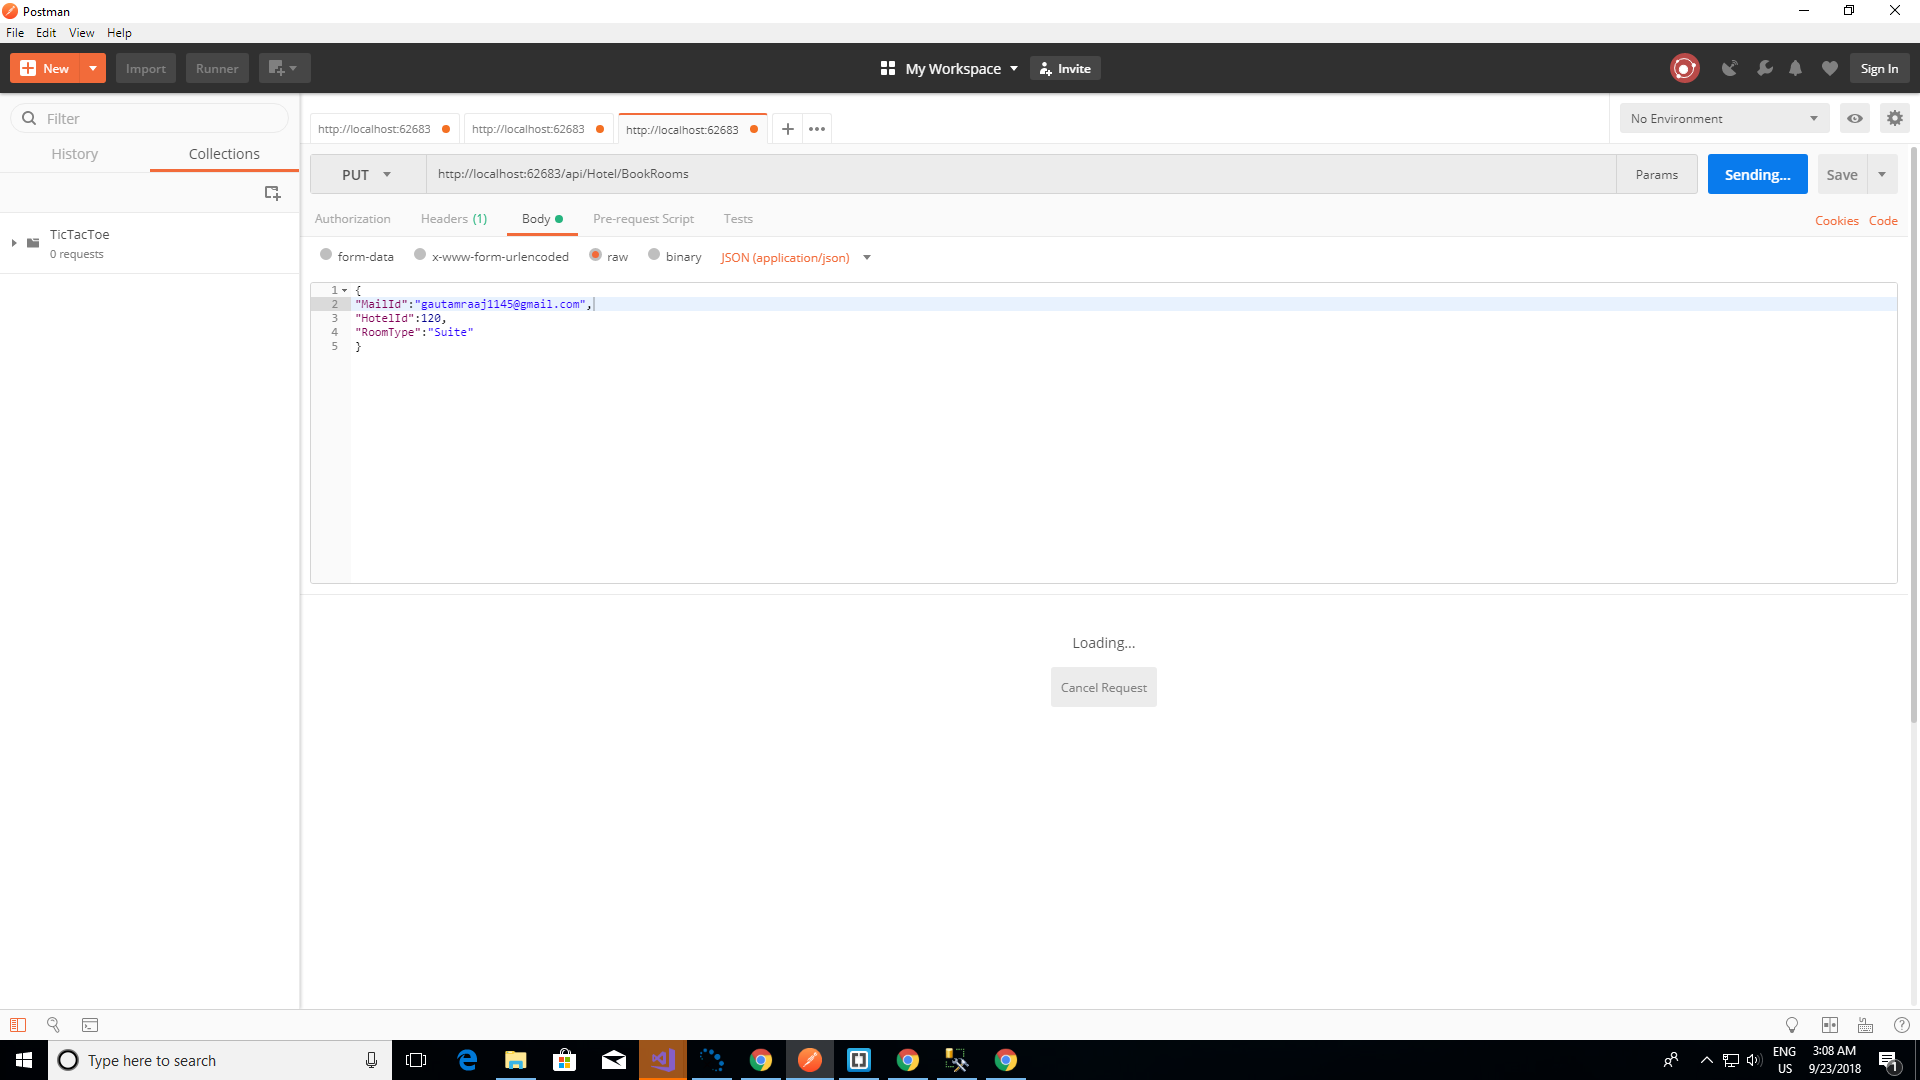 Postman
File Edit View Help
New Import Runner My Workspace Invite Sign In
Filter
http://localhost:62683 http://localhost:62683 http://localhost:62683 No Environment
History Collections
PUT http://localhost:62683/api/Hotel/BookRooms Params Sending... Save
Authorization Headers (1) Body Pre-request Script Tests Cookies Code
TicTacToe
0 requests
form-data x-www-form-urlencoded raw binary JSON (application/json)
1 {
2 "MailId":"gautamraaj1145@gmail.com",
3 "HotelId":120,
4 "RoomType":"Suite"
5 }
Loading...
Cancel Request
Type here to search
ENG
US
3:08 AM
9/23/2018
1